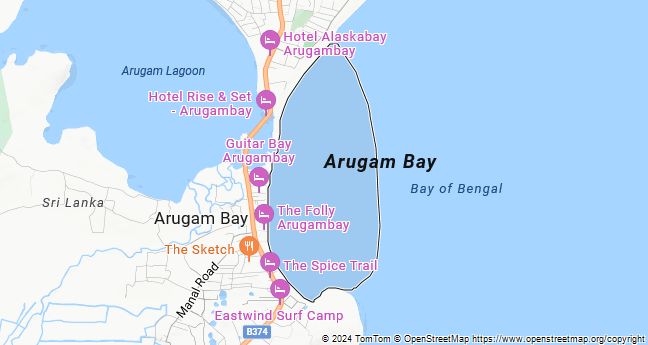 Hotel Alaskabay
Arugambay
Arugam Lagoon
Hotel Rise & Set
- Arugambay
Guitar Bay
Arugambay
Arugam Bay
Bay of Bengal
Sri Lanka
The Folly
Arugambay
Arugam Bay
The Sketch
The Spice Trail
Manal Road
Eastwind Surf Camp
B374
© 2024 TomTom © OpenStreetMap https://www.openstreetmap.org/copyright